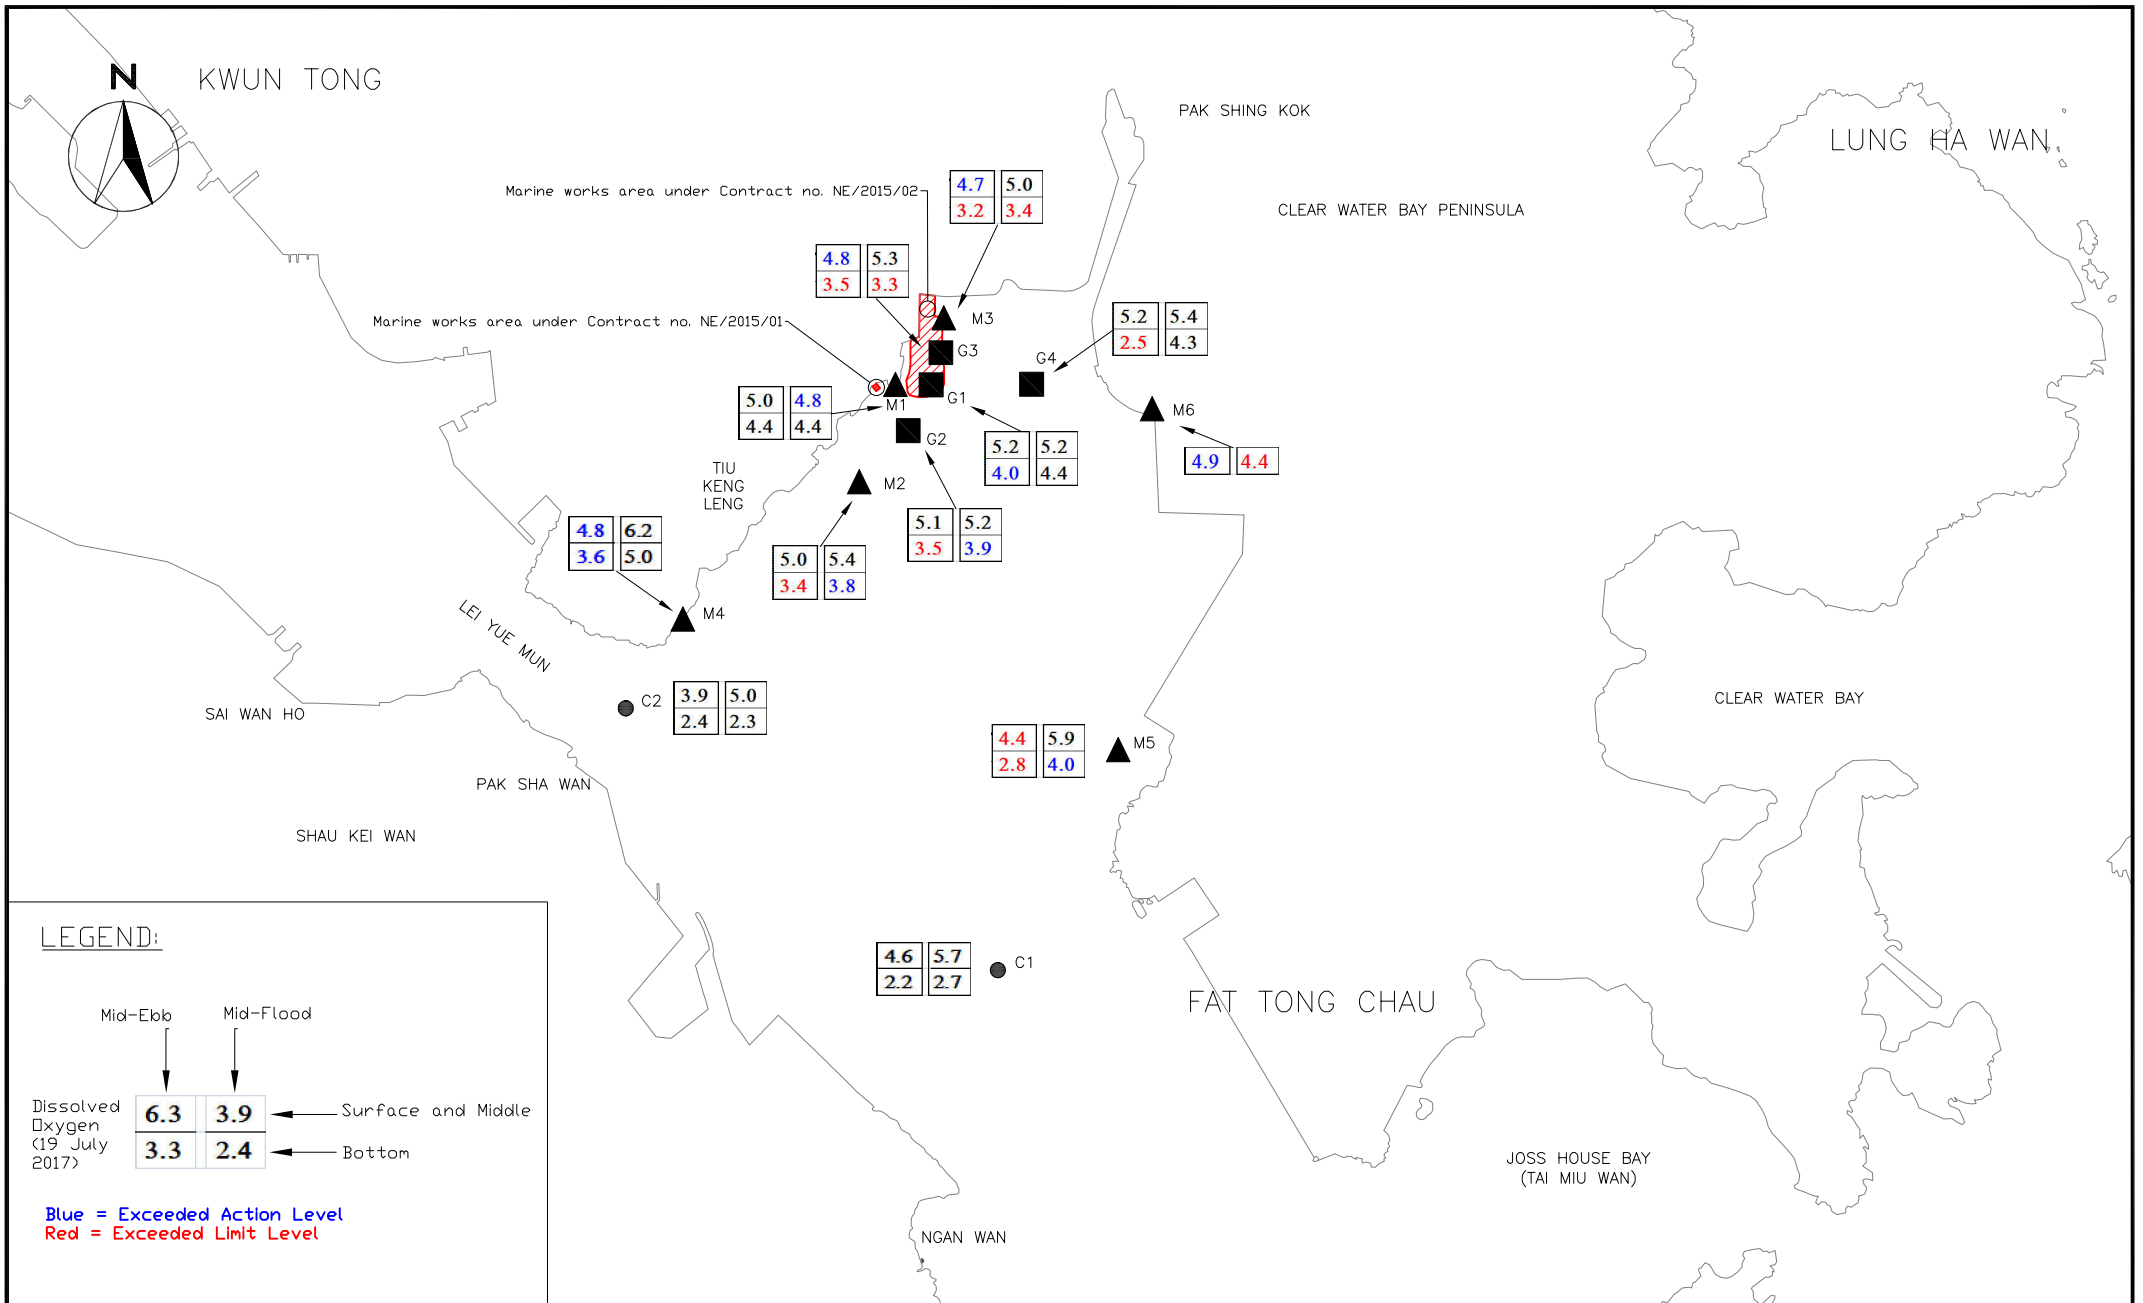 N
KWUN TONG
PAK SHING KOK
LUNG HA WAN
Marine works area under Contract no. NE/2015/02
4.7 5.0
3.2 3.4
CLEAR WATER BAY PENINSULA
4.8 5.3
3.5 3.3
Marine works area under Contract no. NE/2015/01
M3
5.2 5.4
2.5 4.3
G3
G4
5.0 4.8
4.4 4.4
M1
G1
M6
G2
5.2 5.2
4.0 4.4
4.9 4.4
TIU
KENG
LENG
M2
5.1 5.2
3.5 3.9
4.8 6.2
3.6 5.0
5.0 5.4
3.4 3.8
LEI YUE MUN
M4
C2
3.9 5.0
2.4 2.3
SAI WAN HO
CLEAR WATER BAY
4.4 5.9
2.8 4.0
M5
PAK SHA WAN
SHAU KEI WAN
4.6 5.7
2.2 2.7
C1
FAT TONG CHAU
LEGEND:
Mid-Ebb Mid-Flood
Dissolved
Oxygen
(19 July
2017)
6.3 3.9
3.3 2.4
Surface and Middle
Bottom
Blue = Exceeded Action Level
Red = Exceeded Limit Level
JOSS HOUSE BAY
(TAI MIU WAN)
NGAN WAN